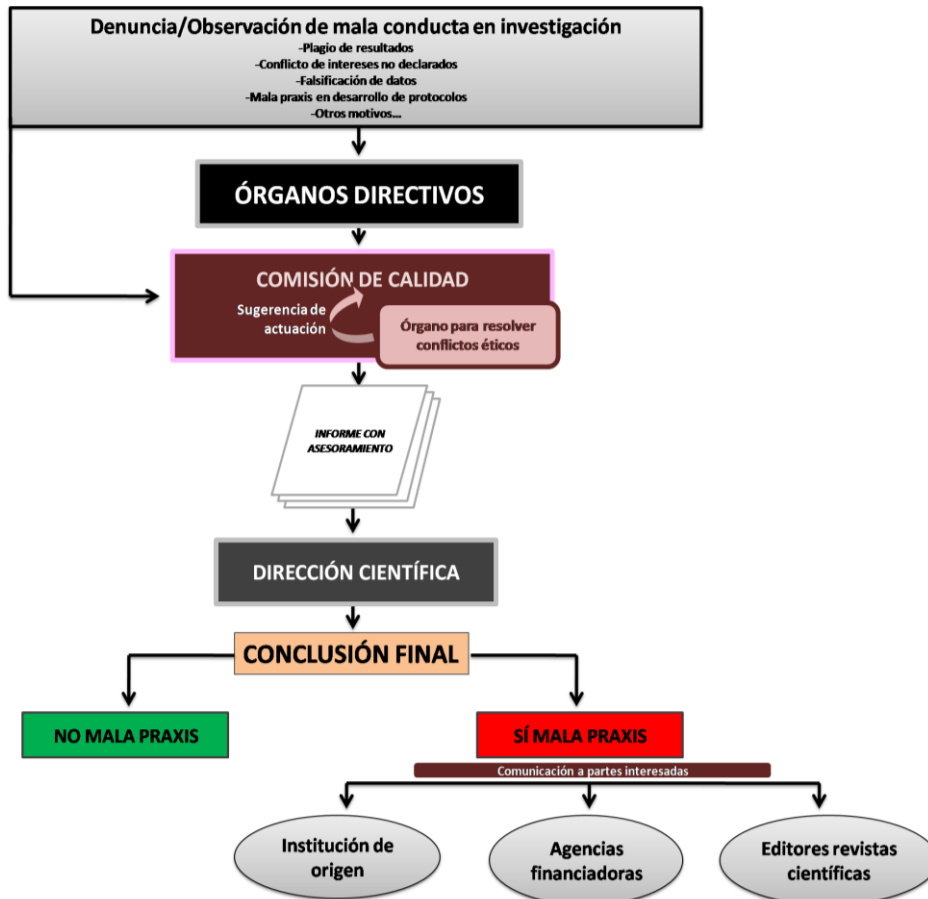 Denuncia/Observación de mala conducta en investigación
-Plagio de resultados
-Conflicto de intereses no declarados
-Falsificación de datos
-Mala praxis en desarrollo de protocolos
-Otros motivos...
ÓRGANOS DIRECTIVOS
COMISIÓN DE CALIDAD
Sugerencia de
actuación
Órgano para resolver
conflictos éticos
INFORME CON
ASESORAMIENTO
DIRECCIÓN CIENTÍFICA
CONCLUSIÓN FINAL
NO MALA PRAXIS
SÍ MALA PRAXIS
Comunicación a partes interesadas
Institución de
origen
Agencias
financiadoras
Editores revistas
científicas